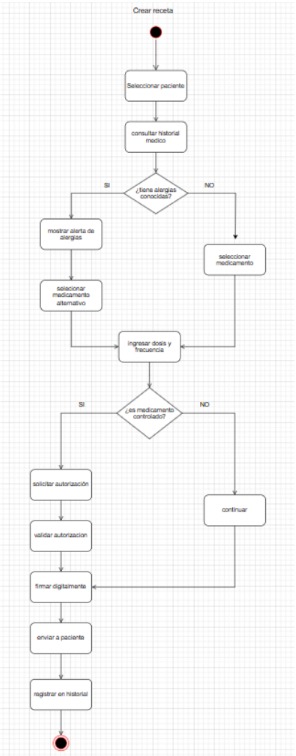 Crear receta
Seleccionar paciente
consultar historial
medico
¿tiene alergias
conocidas?
SI
NO
mostrar alerta de
alergias
seleccionar
medicamento
selecionar
medicamento
alternativo
ingresar dosis y
frecuencia
¿es medicamento
controlado?
SI
NO
solicitar autorización
continuar
validar autorizacion
firmar digitalmente
enviar a paciente
registrar en historial